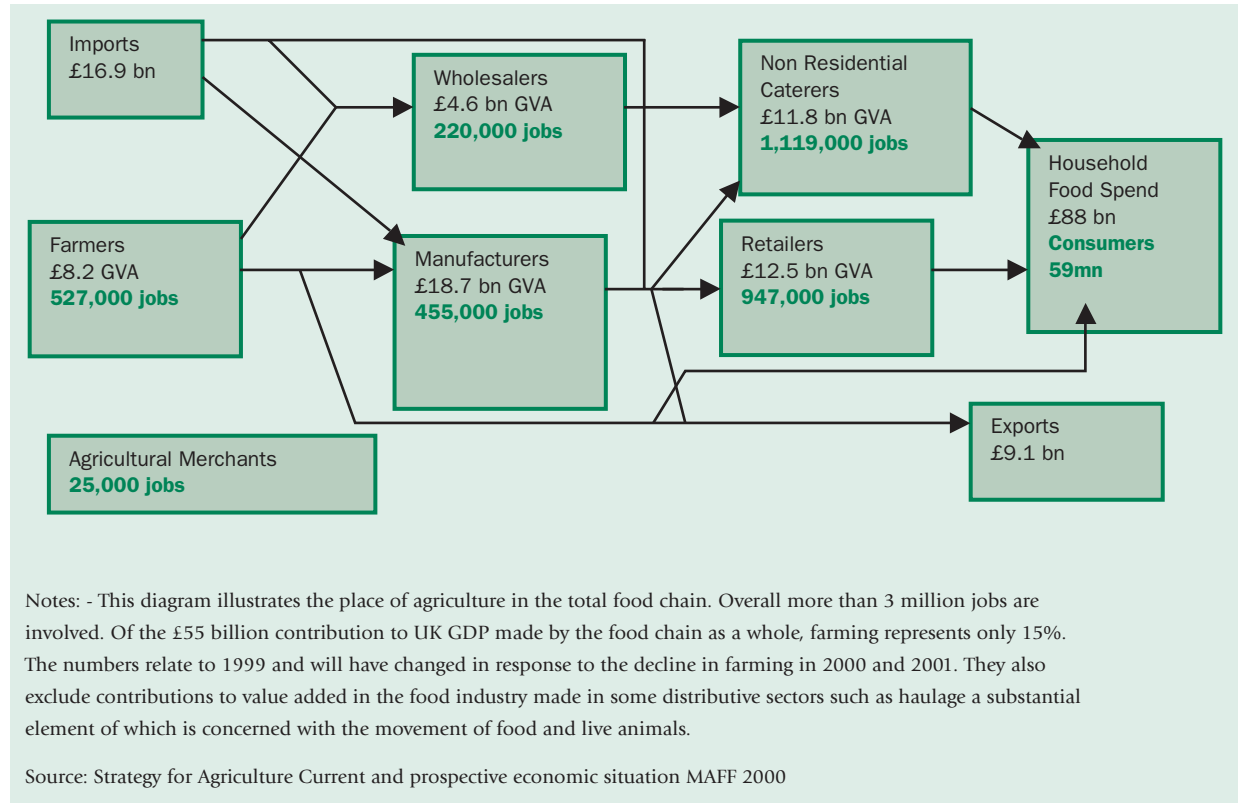 Imports
£16.9 bn
Wholesalers
£4.6 bn GVA
220,000 jobs
Non Residential
Caterers
£11.8 bn GVA
1,119,000 jobs
Household
Food Spend
£88 bn
Consumers
59mn
Farmers
£8.2 GVA
527,000 jobs
Manufacturers
£18.7 bn GVA
455,000 jobs
Retailers
£12.5 bn GVA
947,000 jobs
Exports
£9.1 bn
Agricultural Merchants
25,000 jobs
Notes: - This diagram illustrates the place of agriculture in the total food chain. Overall more than 3 million jobs are
involved. Of the £55 billion contribution to UK GDP made by the food chain as a whole, farming represents only 15%.
The numbers relate to 1999 and will have changed in response to the decline in farming in 2000 and 2001. They also
exclude contributions to value added in the food industry made in some distributive sectors such as haulage a substantial
element of which is concerned with the movement of food and live animals.
Source: Strategy for Agriculture Current and prospective economic situation MAFF 2000